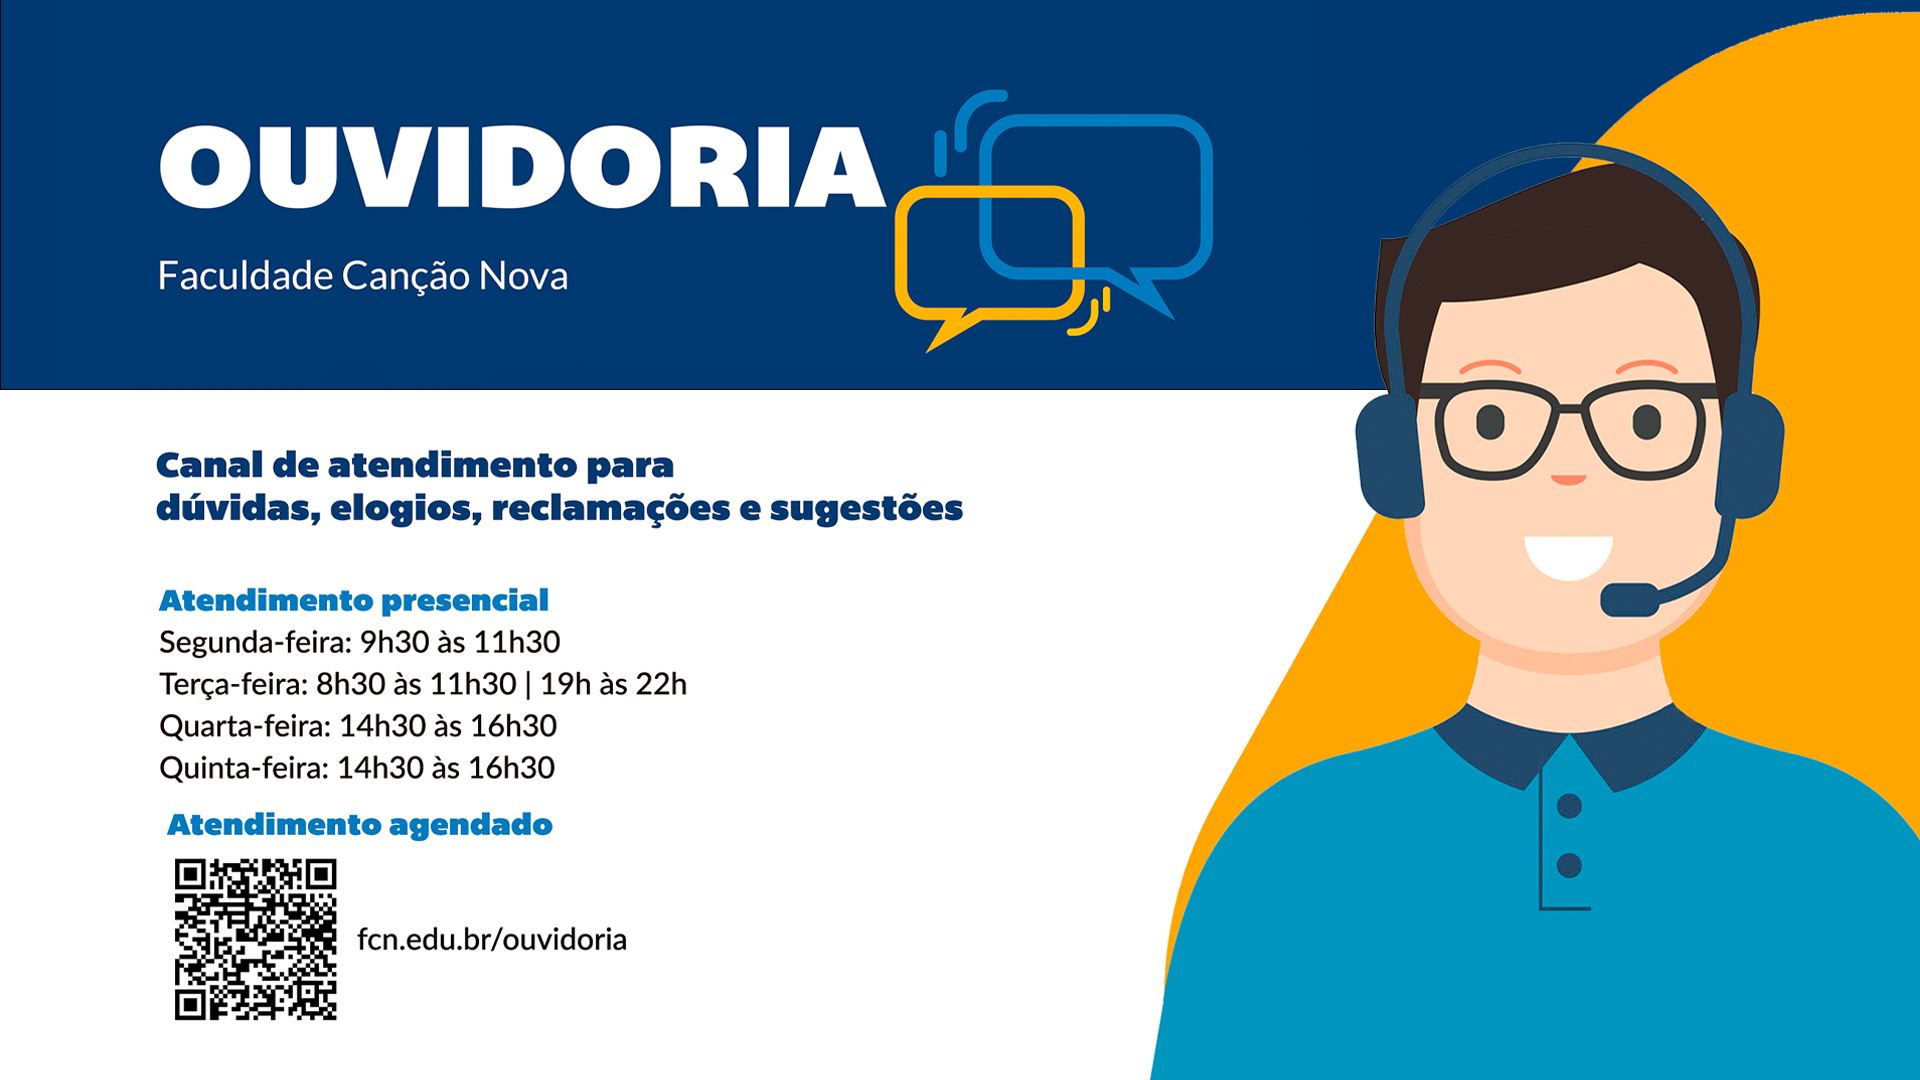 OUVIDORIA
Faculdade Canção Nova
Canal de atendimento para
dúvidas, elogios, reclamações e sugestões
Atendimento presencial
Segunda-feira: 9h30 às 11h30
Terça-feira: 8h30 às 11h30 | 19h às 22h
Quarta-feira: 14h30 às 16h30
Quinta-feira: 14h30 às 16h30
Atendimento agendado
fcn.edu.br/ouvidoria